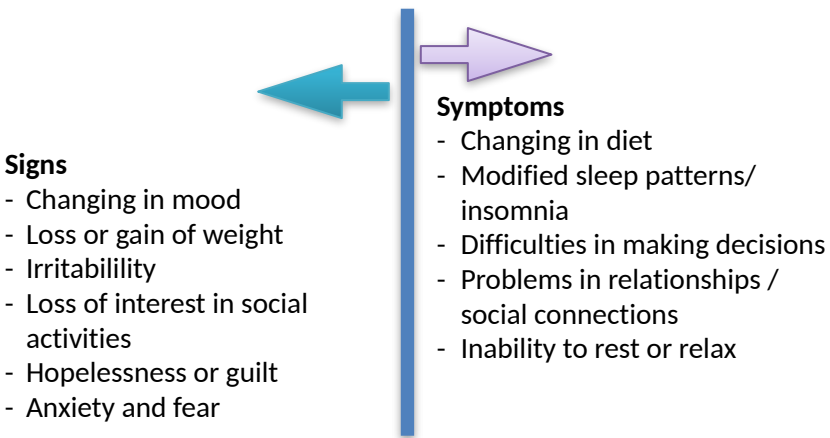 Signs
- Changing in mood
- Loss or gain of weight
- Irritabilility
- Loss of interest in social
activities
- Hopelessness or guilt
- Anxiety and fear
Symptoms
- Changing in diet
- Modified sleep patterns/
insomnia
- Difficulties in making decisions
- Problems in relationships /
social connections
- Inability to rest or relax